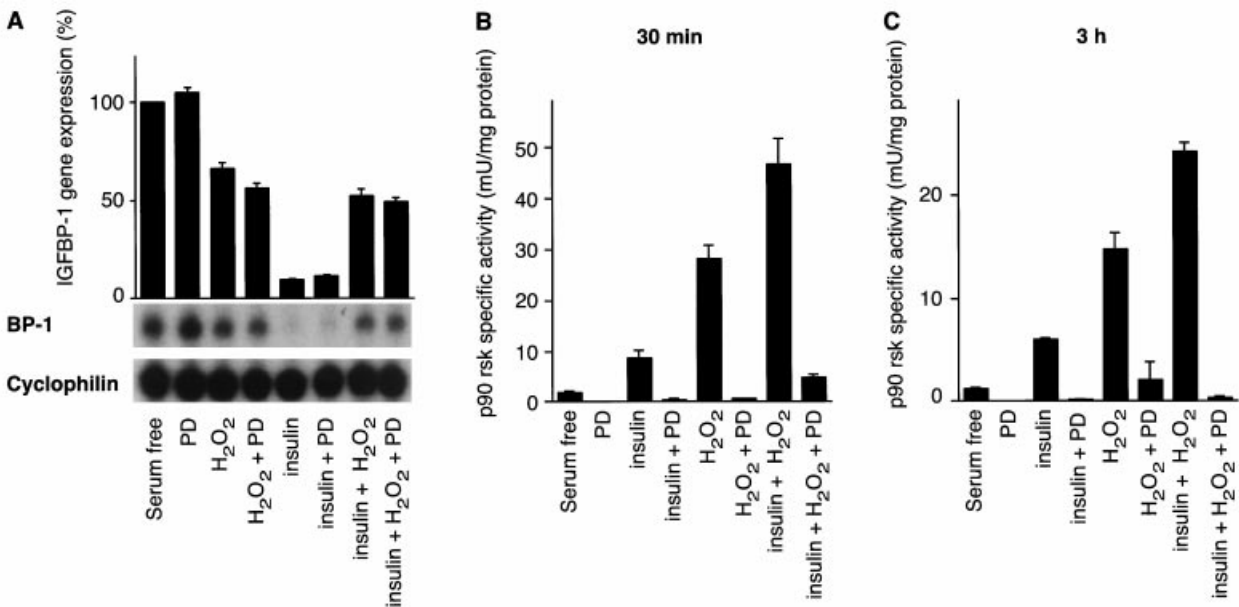 A
IGFBP-1 gene expression (%)
100
50
0
BP-1
Cyclophilin
Serum free
PD
H₂O₂
H₂O₂ + PD
insulin
insulin + PD
insulin + H₂O₂
insulin + H₂O₂ + PD
B
30 min
p90 rsk specific activity (mU/mg protein)
50
40
30
20
10
0
Serum free
PD
insulin
insulin + PD
H₂O₂
H₂O₂ + PD
insulin + H₂O₂
insulin + H₂O₂ + PD
C
3 h
p90 rsk specific activity (mU/mg protein)
20
10
0
Serum free
PD
insulin
insulin + PD
H₂O₂
H₂O₂ + PD
insulin + H₂O₂
insulin + H₂O₂ + PD